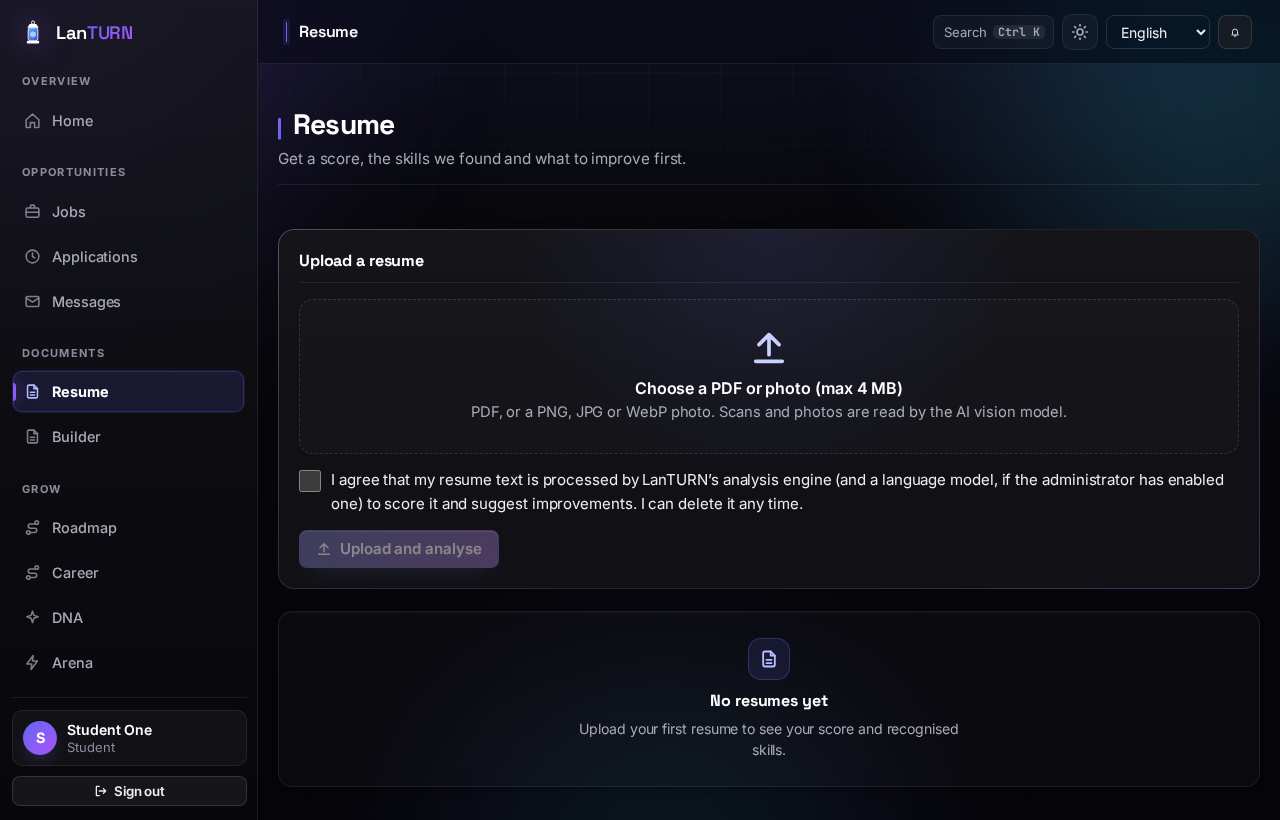 LanTURN
OVERVIEW
Home
OPPORTUNITIES
Jobs
Applications
Messages
DOCUMENTS
Resume
Builder
GROW
Roadmap
Career
DNA
Arena
S
Student One
Student
Sign out
Resume
Search Ctrl K
English
Resume
Get a score, the skills we found and what to improve first.
Upload a resume
Choose a PDF or photo (max 4 MB)
PDF, or a PNG, JPG or WebP photo. Scans and photos are read by the AI vision model.
I agree that my resume text is processed by LanTURN’s analysis engine (and a language model, if the administrator has enabled
one) to score it and suggest improvements. I can delete it any time.
Upload and analyse
No resumes yet
Upload your first resume to see your score and recognised
skills.